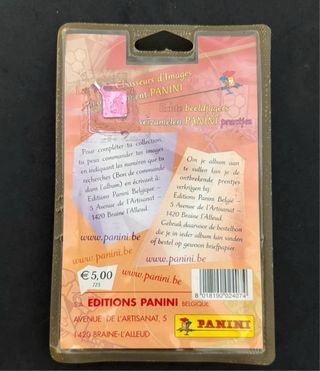 Chasseurs d'Images
PANINI
Echte beeldjagers
verzamelen PANINI prentjes
Pour compléter ta collection,
tu peux commander tes images
en indiquant les numéros que tu
recherches (Bon de commande
dans l'album) en écrivant à:
Editions Panini Belgique -
5 Avenue de l'Artisanat -
1420 Braine l'Alleud.
www.panini.be
Om je album aan
te vullen kan je de
ontbrekende prentjes
verkrijgen bij:
Editions Panini België -
5 Avenue de l'Artisanat -
1420 Braine l'Alleud.
Gebruik daarvoor de bestelbon
die je in ieder album kan vinden
of bestel op gewoon briefpapier.
www.panini.be
www.panini.be
€ 5,00
723
8 018190 024074
s.a. EDITIONS PANINI BELGIQUE
AVENUE DE L'ARTISANAT, 5
1420 BRAINE-L'ALLEUD
PANINI